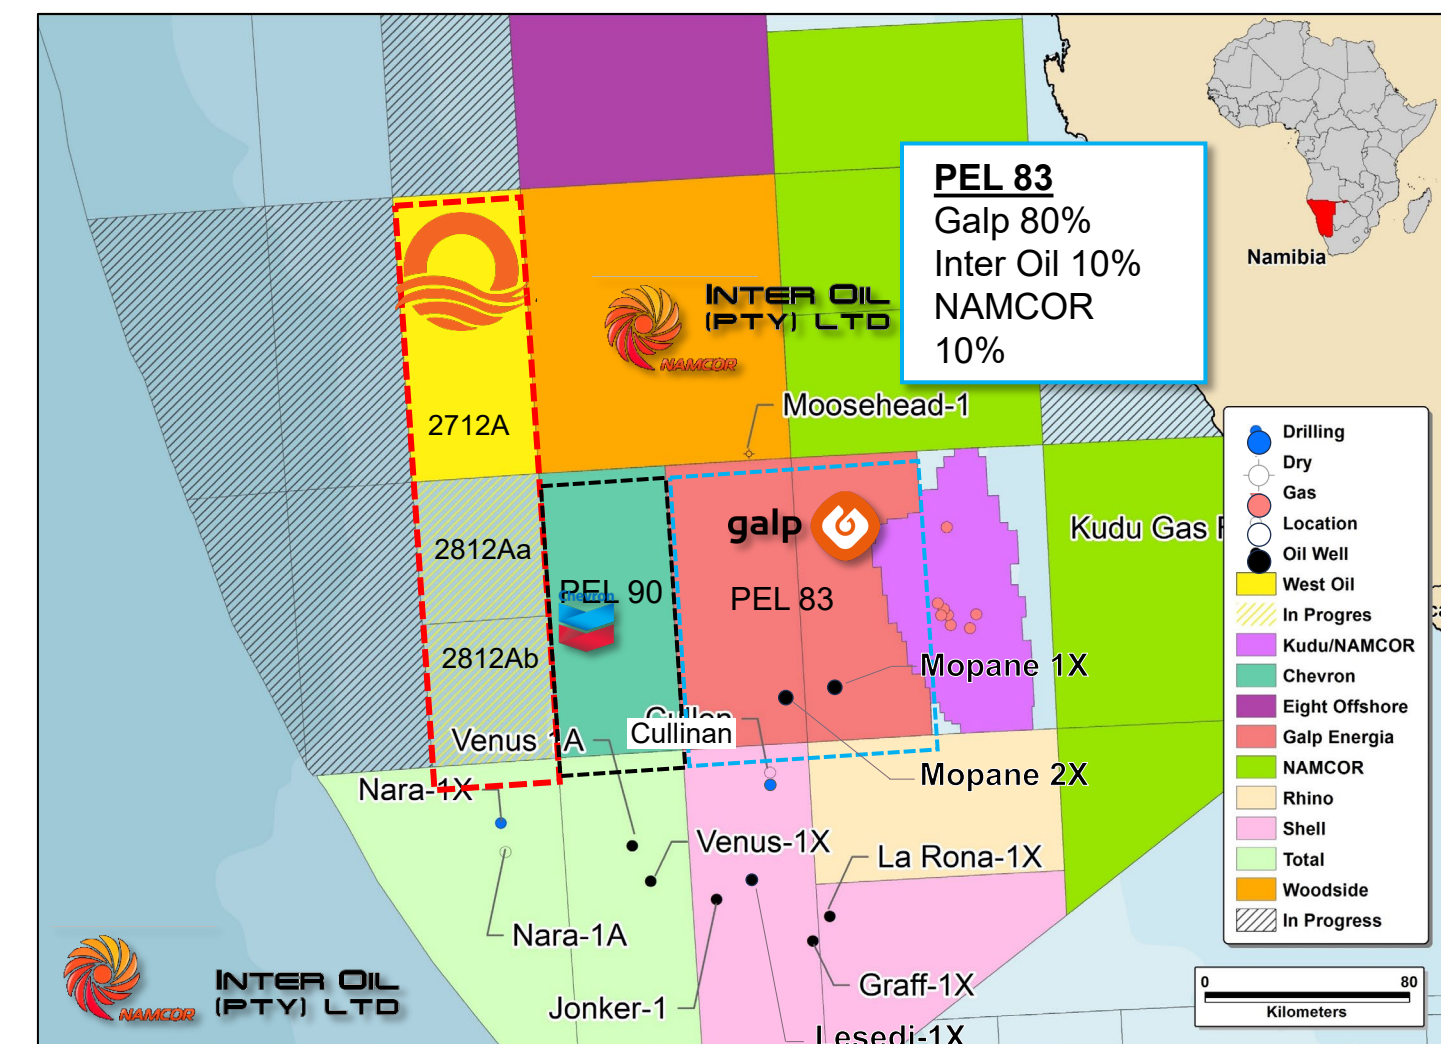 PEL 83
Galp 80%
Inter Oil 10%
NAMCOR
10%
Namibia
INTER OIL
(PTY) LTD
NAMCOR
2712A
Moosehead-1
Drilling
Dry
Gas
Location
Oil Well
West Oil
In Progres
Kudu/NAMCOR
Chevron
Eight Offshore
Galp Energia
NAMCOR
Rhino
Shell
Total
Woodside
In Progress
galp
Kudu Gas
2812Aa
PEL 90
Chevron
PEL 83
2812Ab
Mopane 1X
Cullinan
Venus 1A
Mopane 2X
Nara-1X
Venus-1X
La Rona-1X
Nara-1A
Graff-1X
Jonker-1
Lesedi-1X
INTER OIL
(PTY) LTD
NAMCOR
0 80
Kilometers